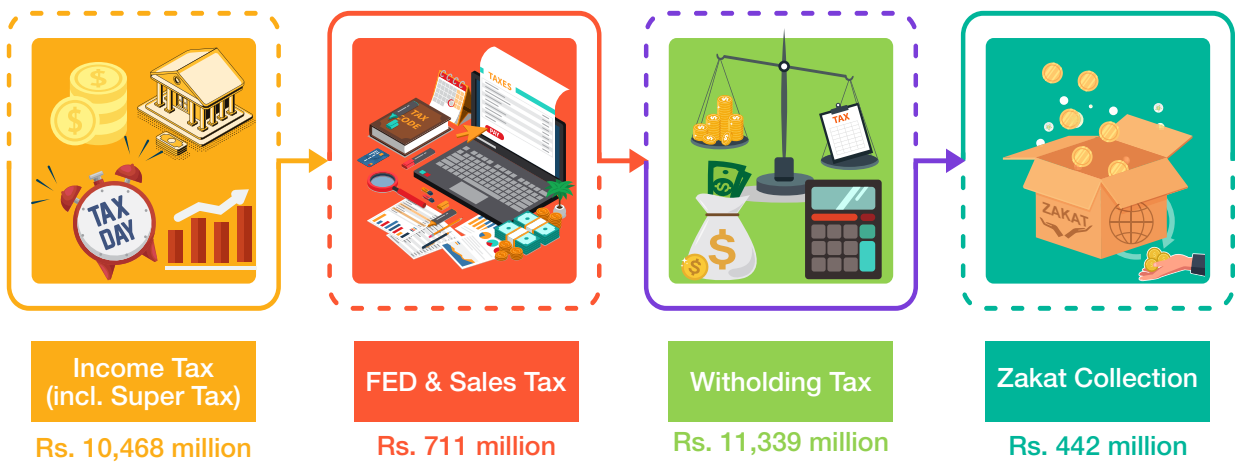 TAX
DAY
TAX
CODE
TAXES
PAY
TAX
ZAKAT
Income Tax
(incl. Super Tax)
Rs. 10,468 million
FED & Sales Tax
Rs. 711 million
Witholding Tax
Rs. 11,339 million
Zakat Collection
Rs. 442 million